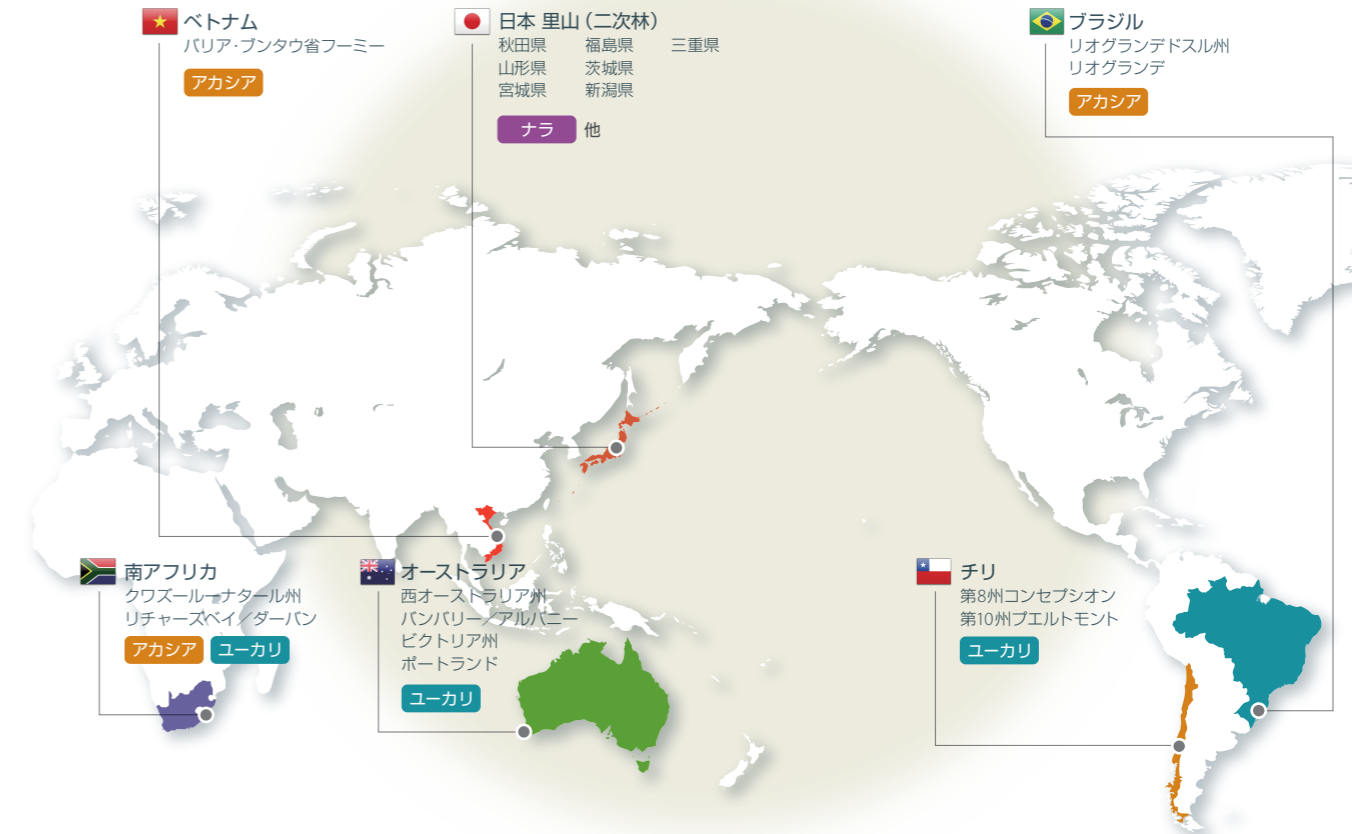 ベトナム
バリア・ブンタウ省フーミー
アカシア
日本 里山（二次林）
秋田県 福島県 三重県
山形県 茨城県
宮城県 新潟県
ナラ 他
ブラジル
リオグランデドスル州
リオグランデ
アカシア
南アフリカ
クワズールーナタール州
リチャーズベイ／ダーバン
アカシア ユーカリ
オーストラリア
西オーストラリア州
バンバリー／アルバニー
ビクトリア州
ポートランド
ユーカリ
チリ
第8州コンセプシオン
第10州プエルトモント
ユーカリ